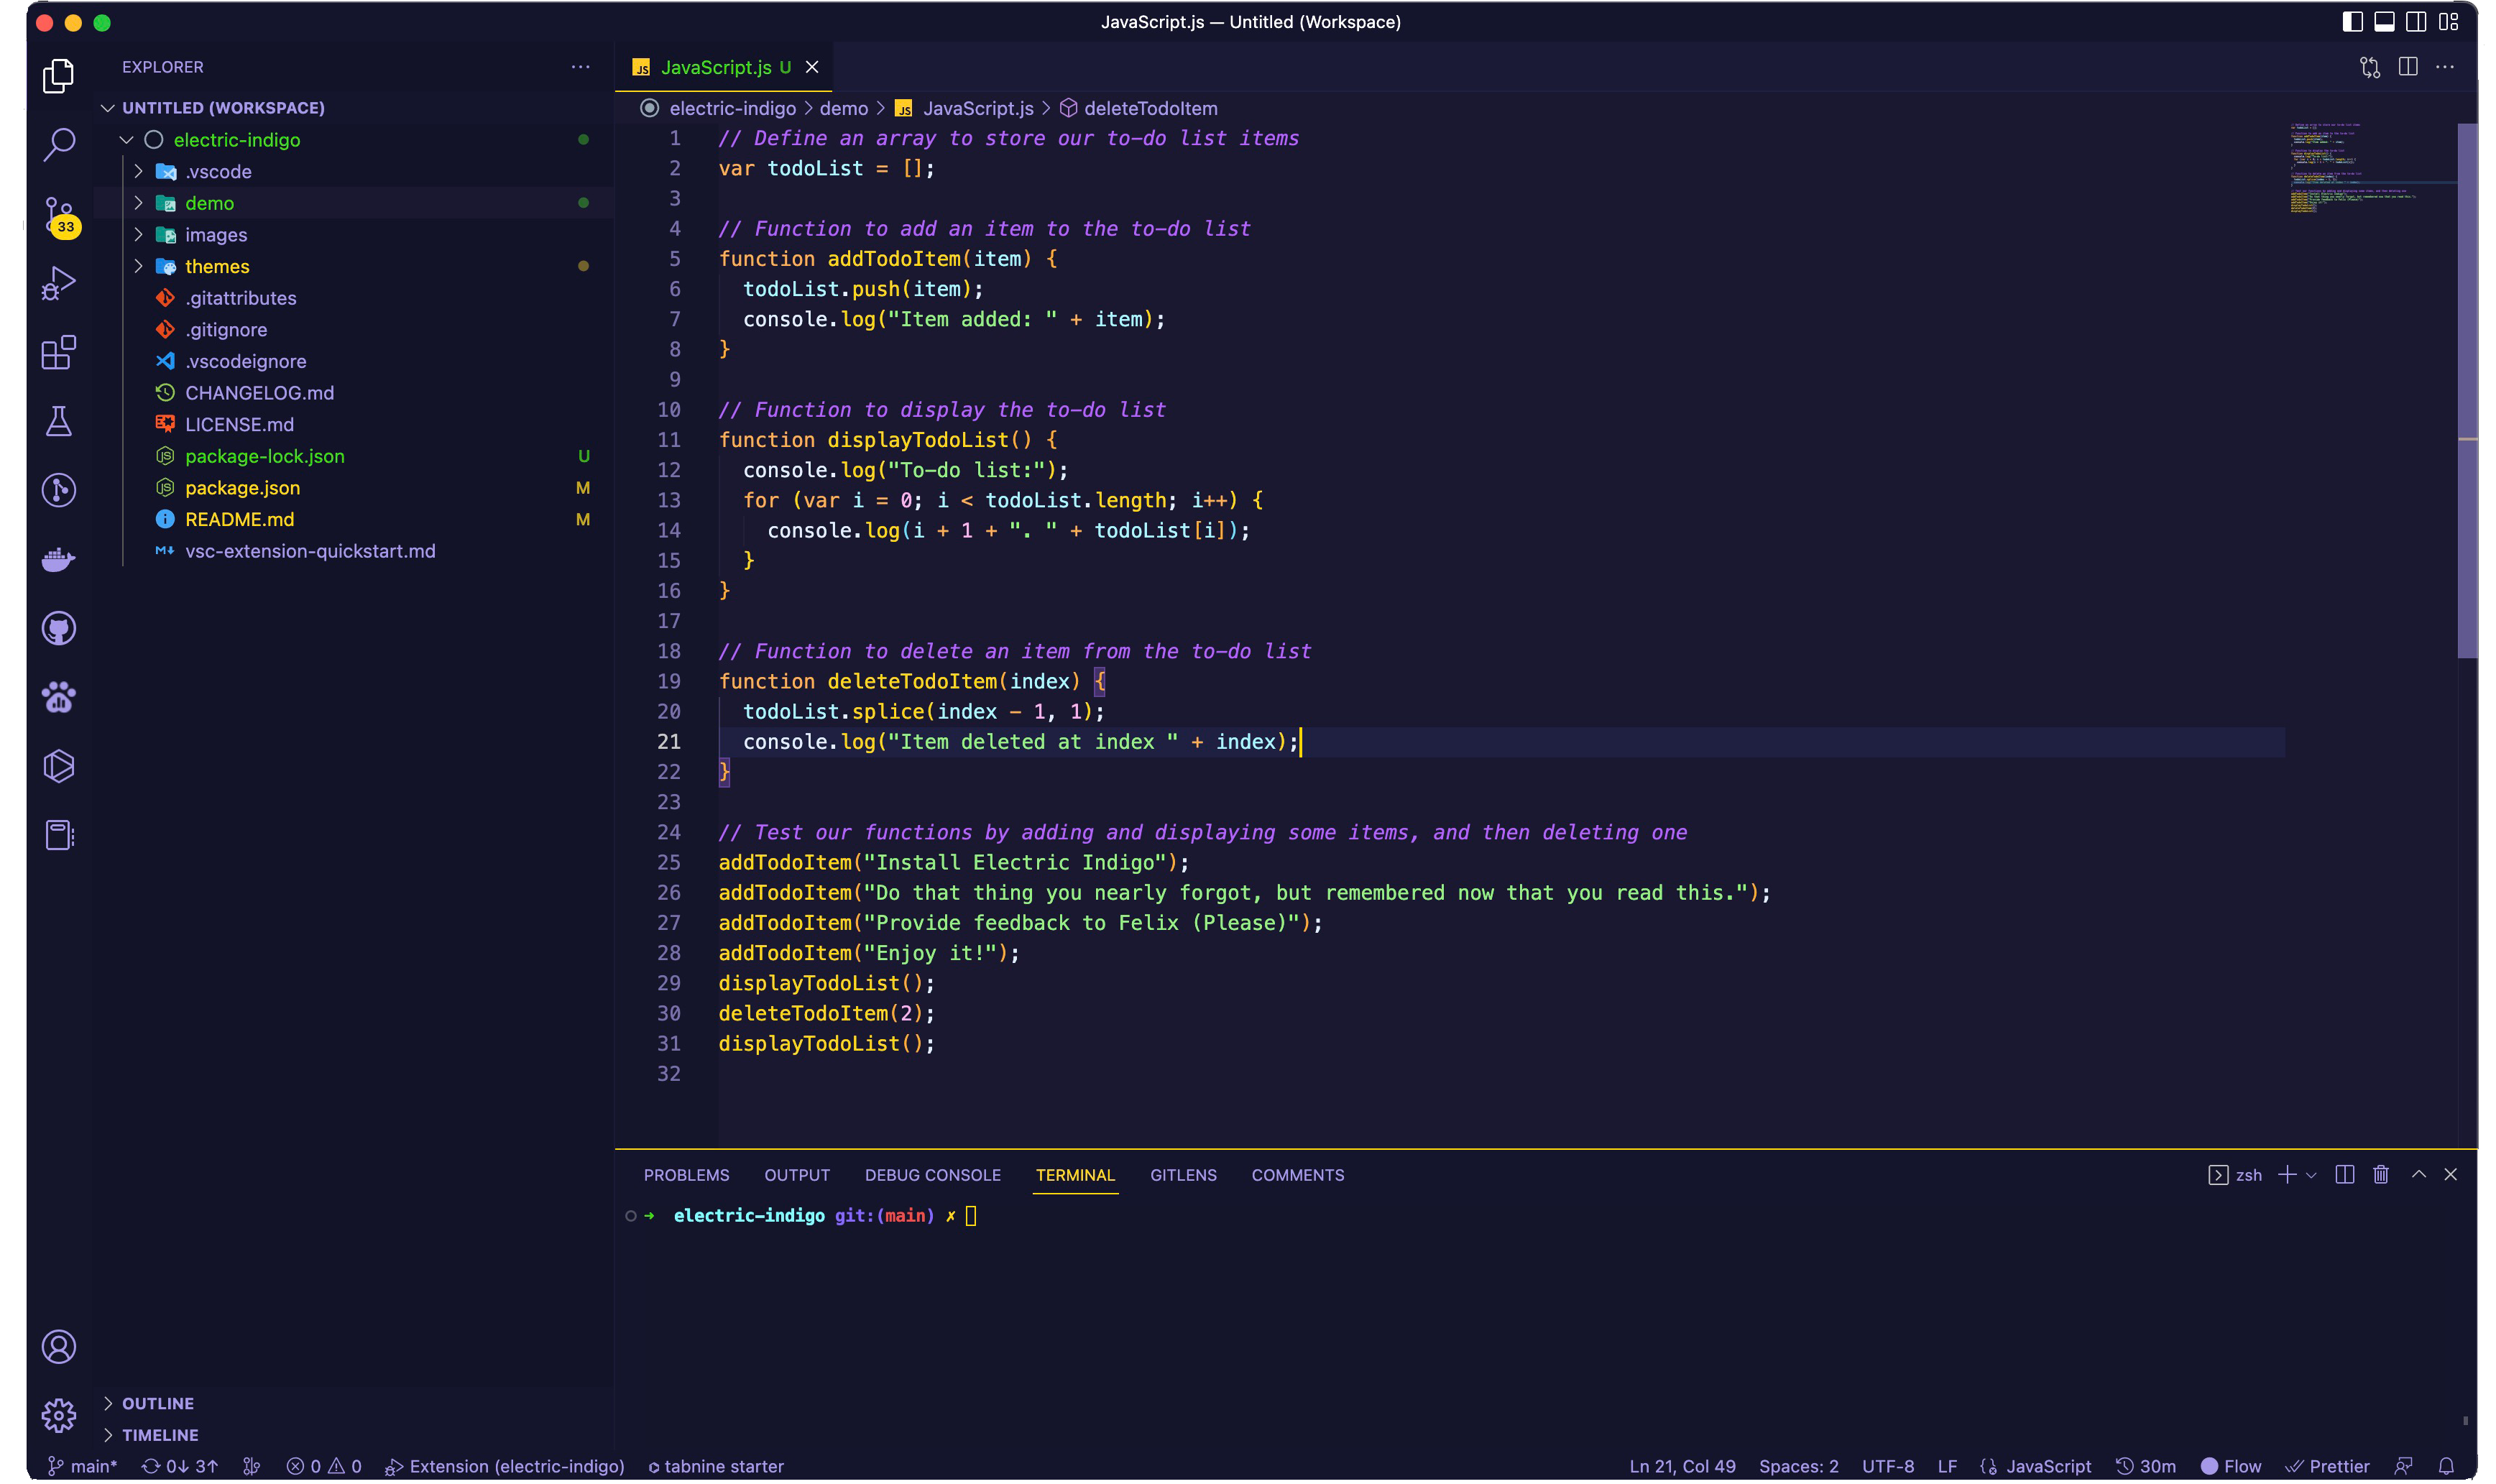 JavaScript.js — Untitled (Workspace)
EXPLORER
UNTITLED (WORKSPACE)
electric-indigo
.vscode
demo
images
themes
.gitattributes
.gitignore
.vscodeignore
CHANGELOG.md
LICENSE.md
package-lock.json U
package.json M
README.md M
vsc-extension-quickstart.md
33
OUTLINE
TIMELINE
JS JavaScript.js U
electric-indigo > demo > JS JavaScript.js > deleteTodoItem
1 // Define an array to store our to-do list items
2 var todoList = [];
3
4 // Function to add an item to the to-do list
5 function addTodoItem(item) {
6 todoList.push(item);
7 console.log("Item added: " + item);
8 }
9
10 // Function to display the to-do list
11 function displayTodoList() {
12 console.log("To-do list:");
13 for (var i = 0; i < todoList.length; i++) {
14 console.log(i + 1 + ". " + todoList[i]);
15 }
16 }
17
18 // Function to delete an item from the to-do list
19 function deleteTodoItem(index) {
20 todoList.splice(index - 1, 1);
21 console.log("Item deleted at index " + index);
22 }
23
24 // Test our functions by adding and displaying some items, and then deleting one
25 addTodoItem("Install Electric Indigo");
26 addTodoItem("Do that thing you nearly forgot, but remembered now that you read this.");
27 addTodoItem("Provide feedback to Felix (Please)");
28 addTodoItem("Enjoy it!");
29 displayTodoList();
30 deleteTodoItem(2);
31 displayTodoList();
32
PROBLEMS OUTPUT DEBUG CONSOLE TERMINAL GITLENS COMMENTS
zsh
➜ electric-indigo git:(main) ✗
main* 0↓ 3↑ 0 0 Extension (electric-indigo) tabnine starter
Ln 21, Col 49 Spaces: 2 UTF-8 LF JavaScript 30m Flow Prettier